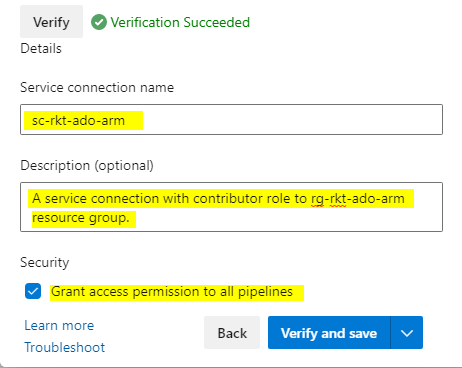 Verify
Verification Succeeded
Details
Service connection name
sc-rkt-ado-arm
Description (optional)
A service connection with contributor role to rg-rkt-ado-arm
resource group.
Security
Grant access permission to all pipelines
Learn more
Troubleshoot
Back
Verify and save